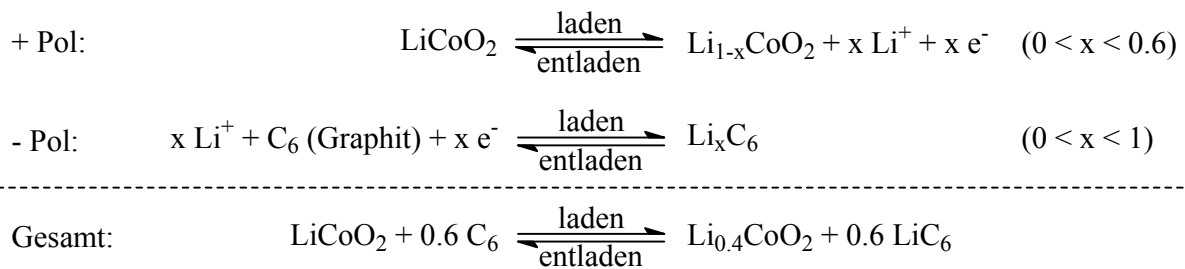 + Pol: LiCoO₂ ⇌ Li₁₋ₓCoO₂ + x Li⁺ + x e⁻ (0 < x < 0.6)
laden
entladen
- Pol: x Li⁺ + C₆ (Graphit) + x e⁻ ⇌ LiₓC₆ (0 < x < 1)
laden
entladen
Gesamt: LiCoO₂ + 0.6 C₆ ⇌ Li₀.₄CoO₂ + 0.6 LiC₆
laden
entladen